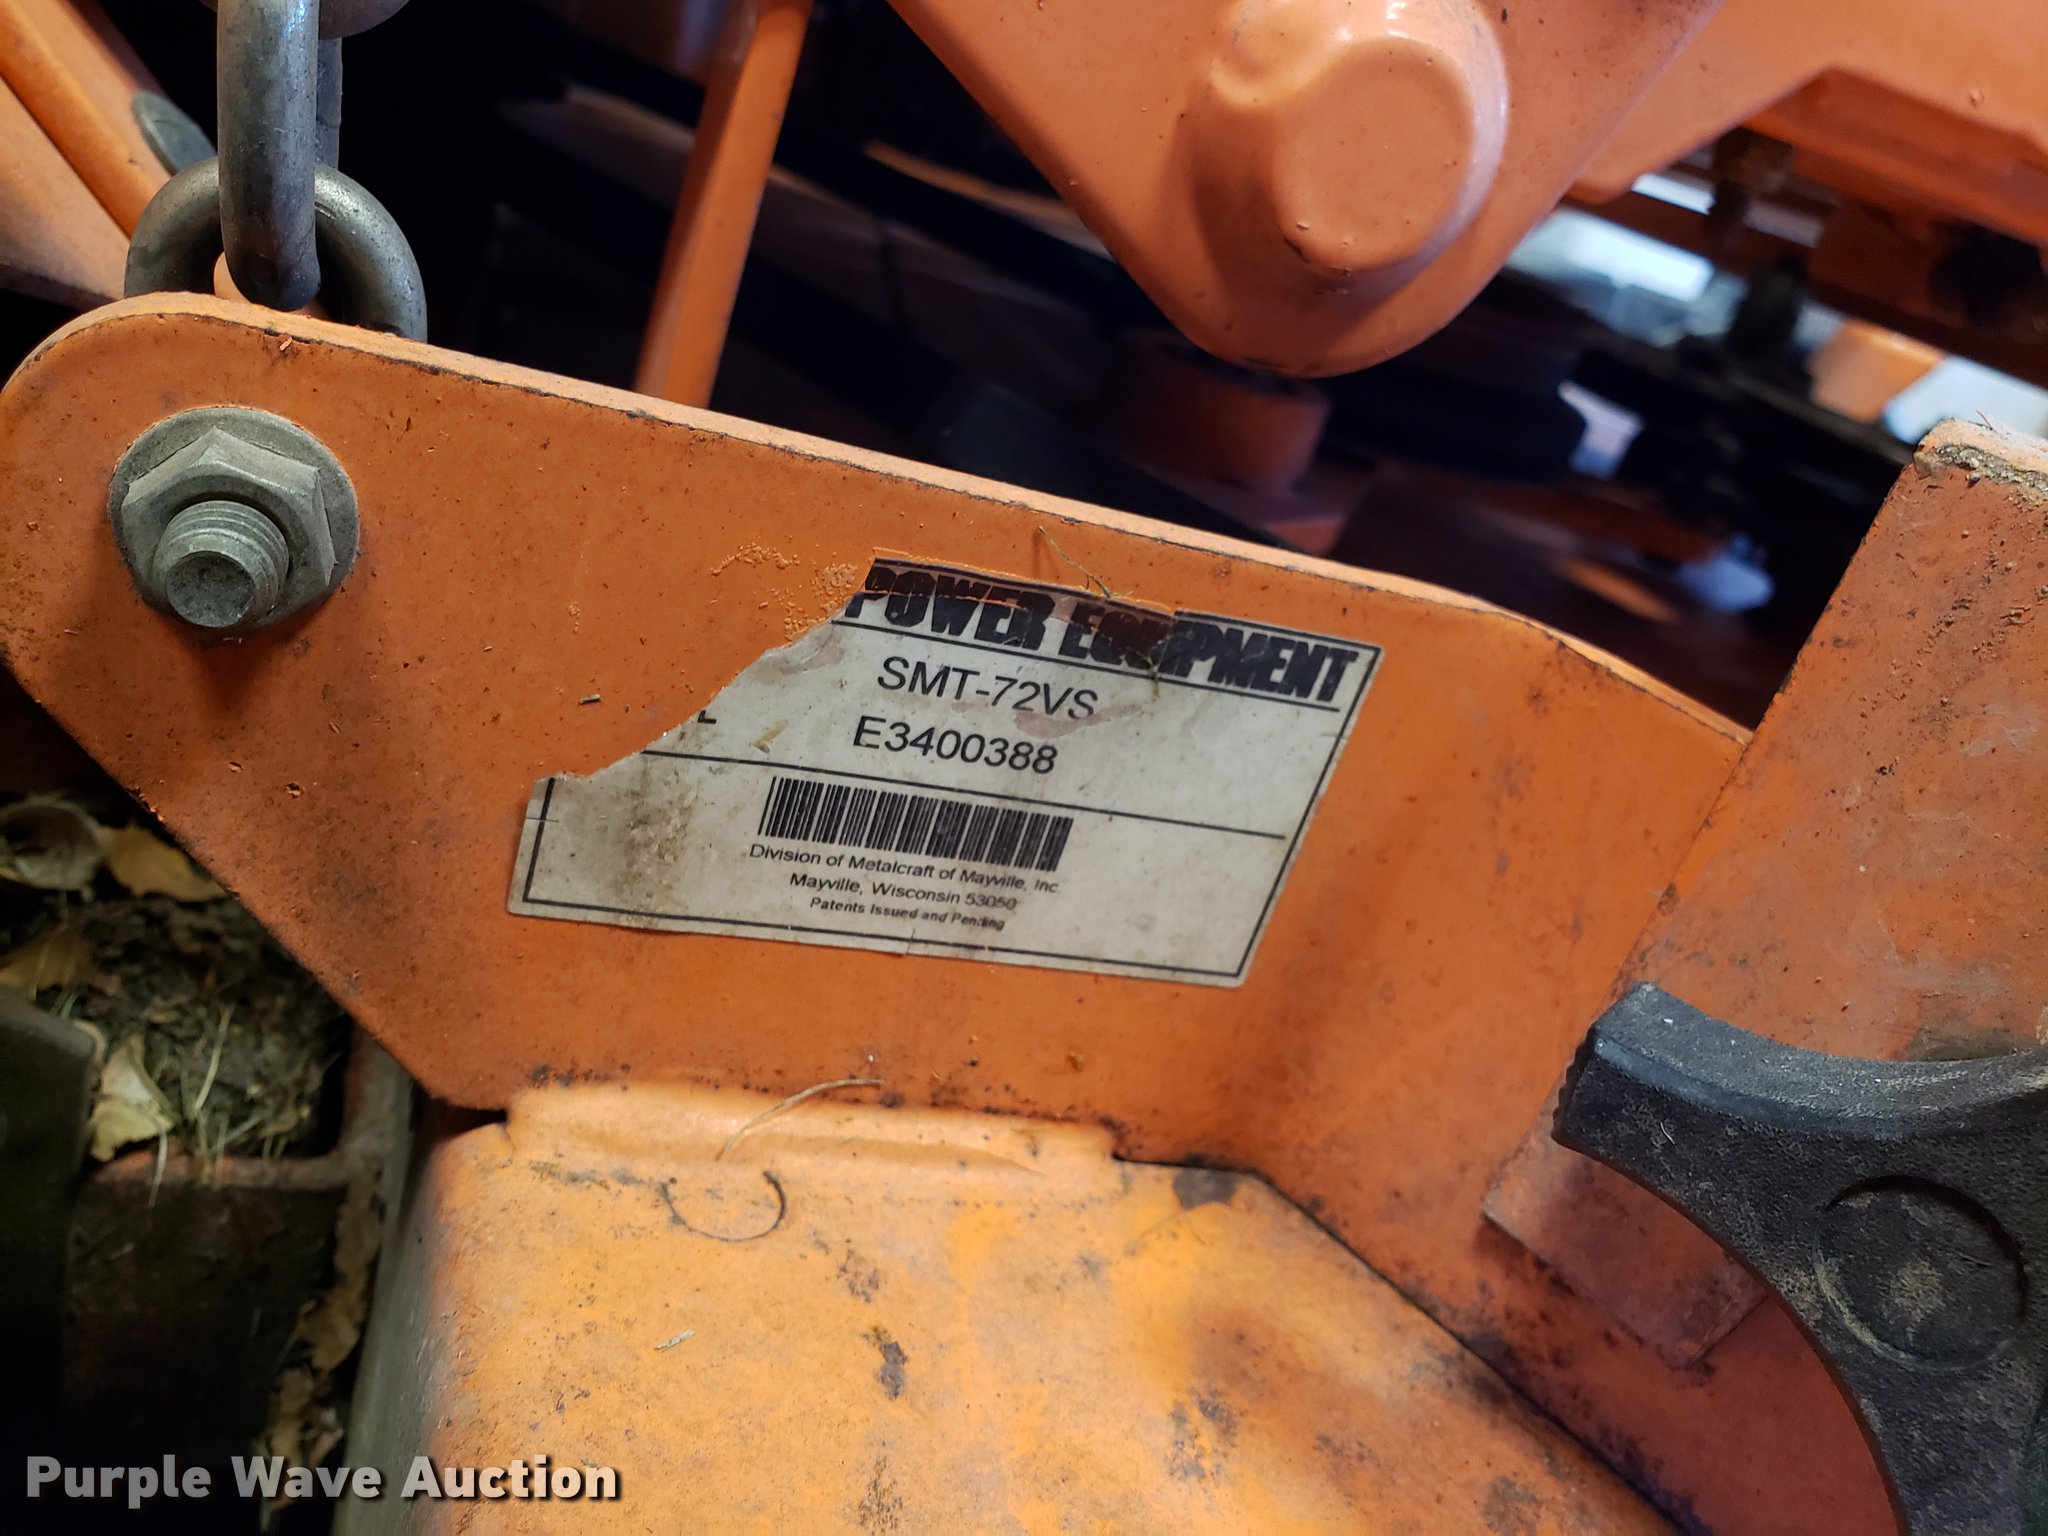 POWER EQUIPMENT
SMT-72VS
E3400388
Division of Metalcraft of Mayville, Inc
Mayville, Wisconsin 53050
Patents Issued and Pending
Purple Wave Auction